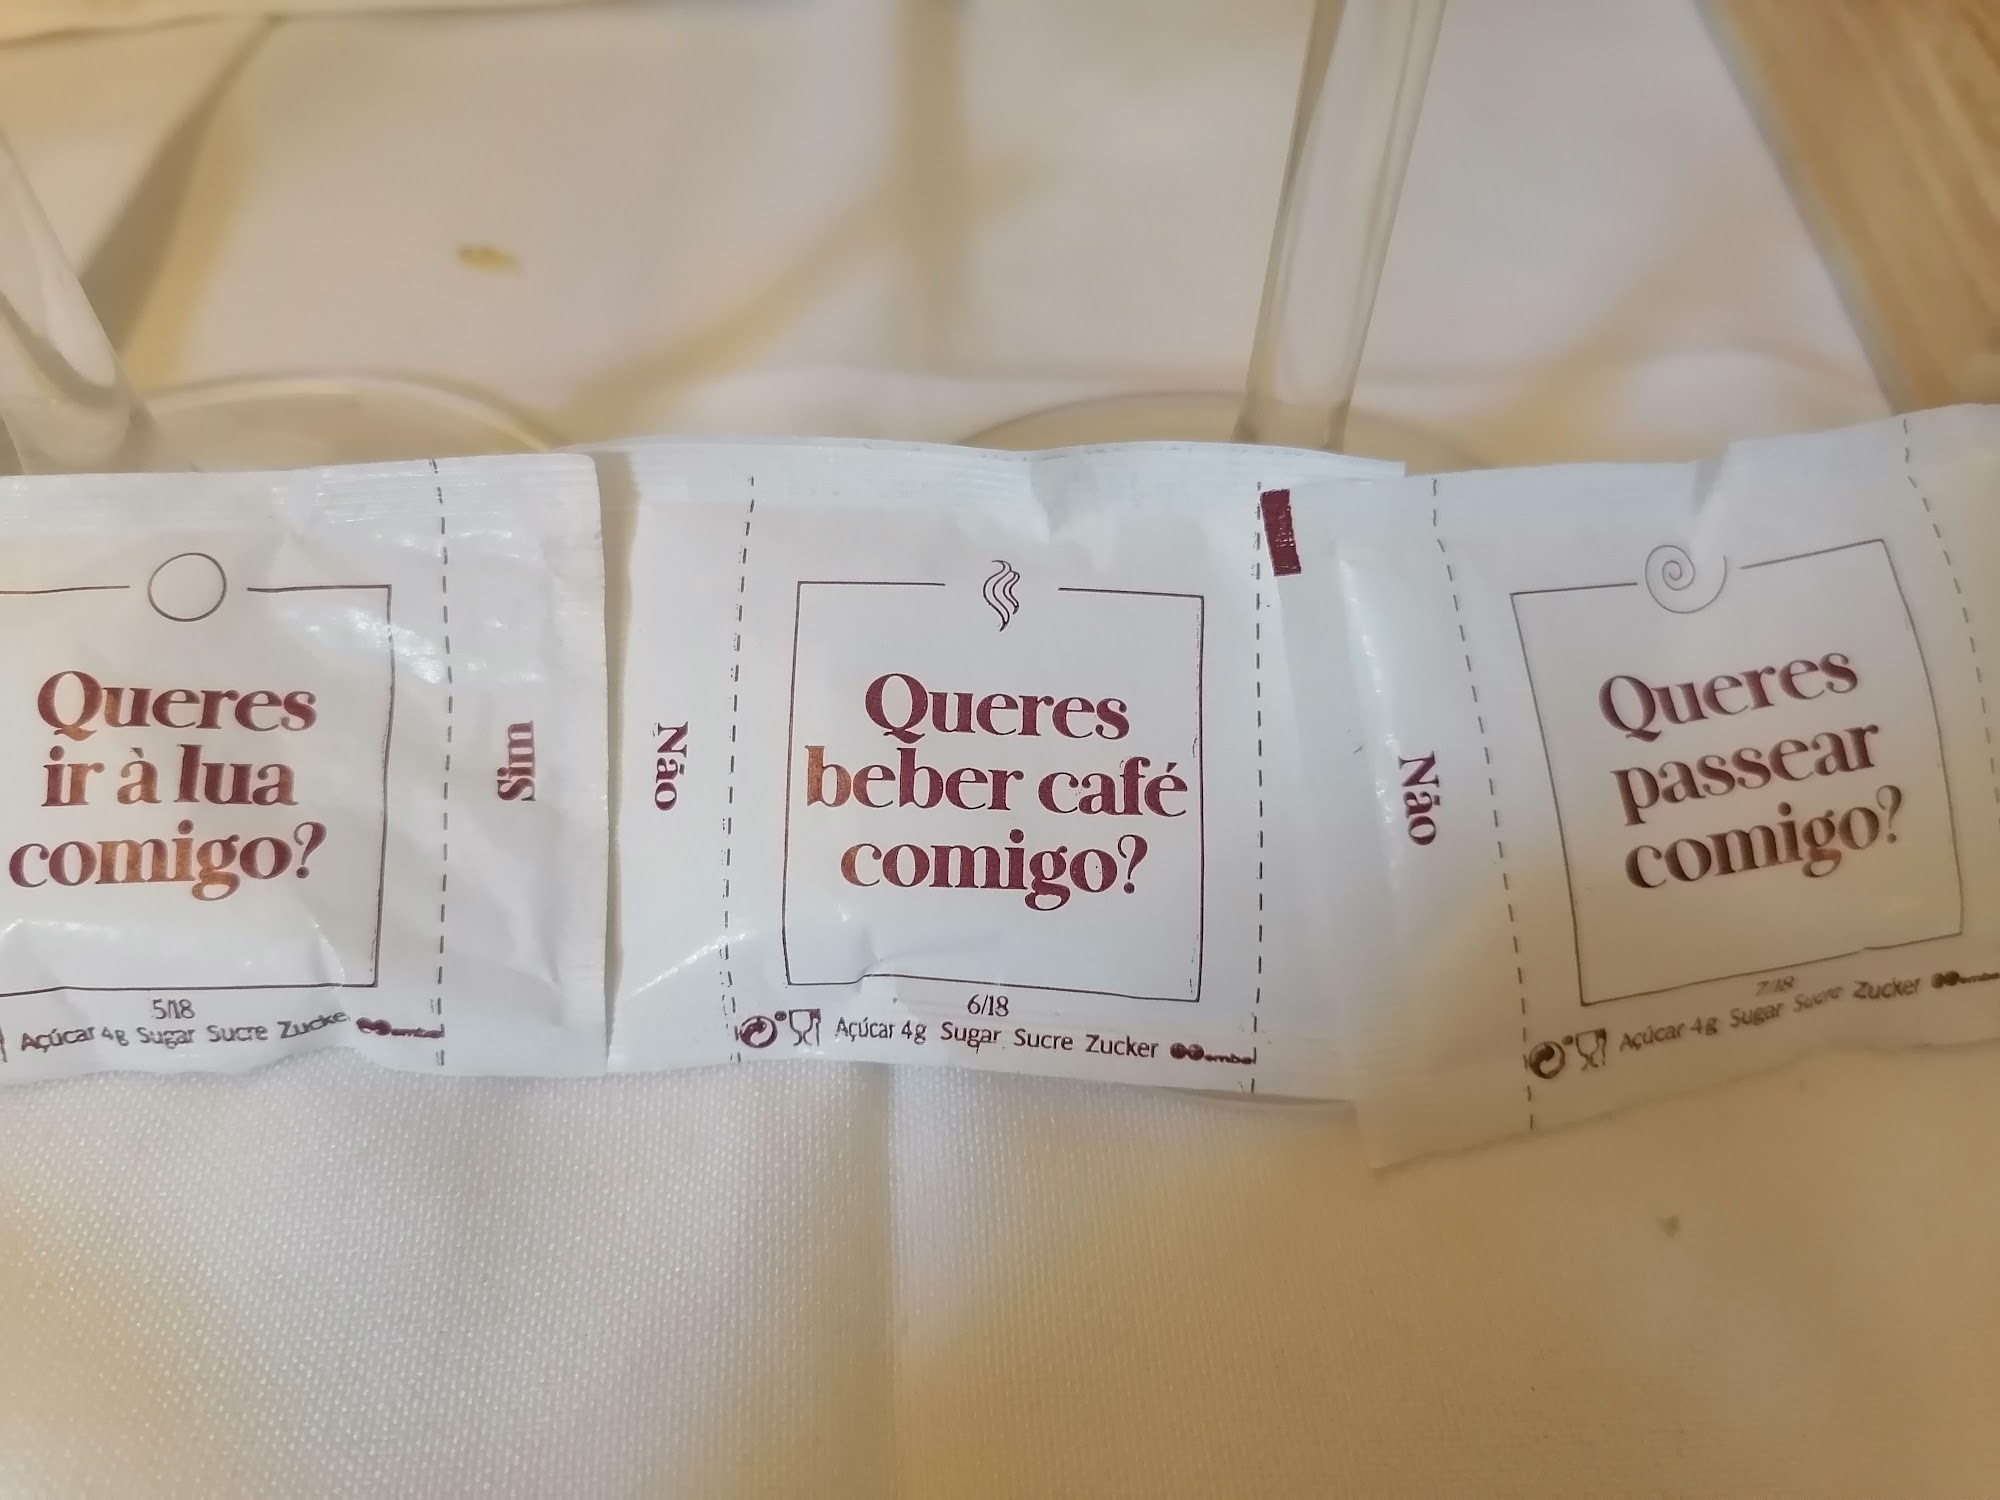 Queres
ir à lua
comigo?
5/18
Açúcar 4g Sugar Sucre Zucker
Sim
Não
Queres
beber café
comigo?
6/18
Açúcar 4g Sugar Sucre Zucker
Não
Queres
passear
comigo?
7/18
Açúcar 4g Sugar Sucre Zucker